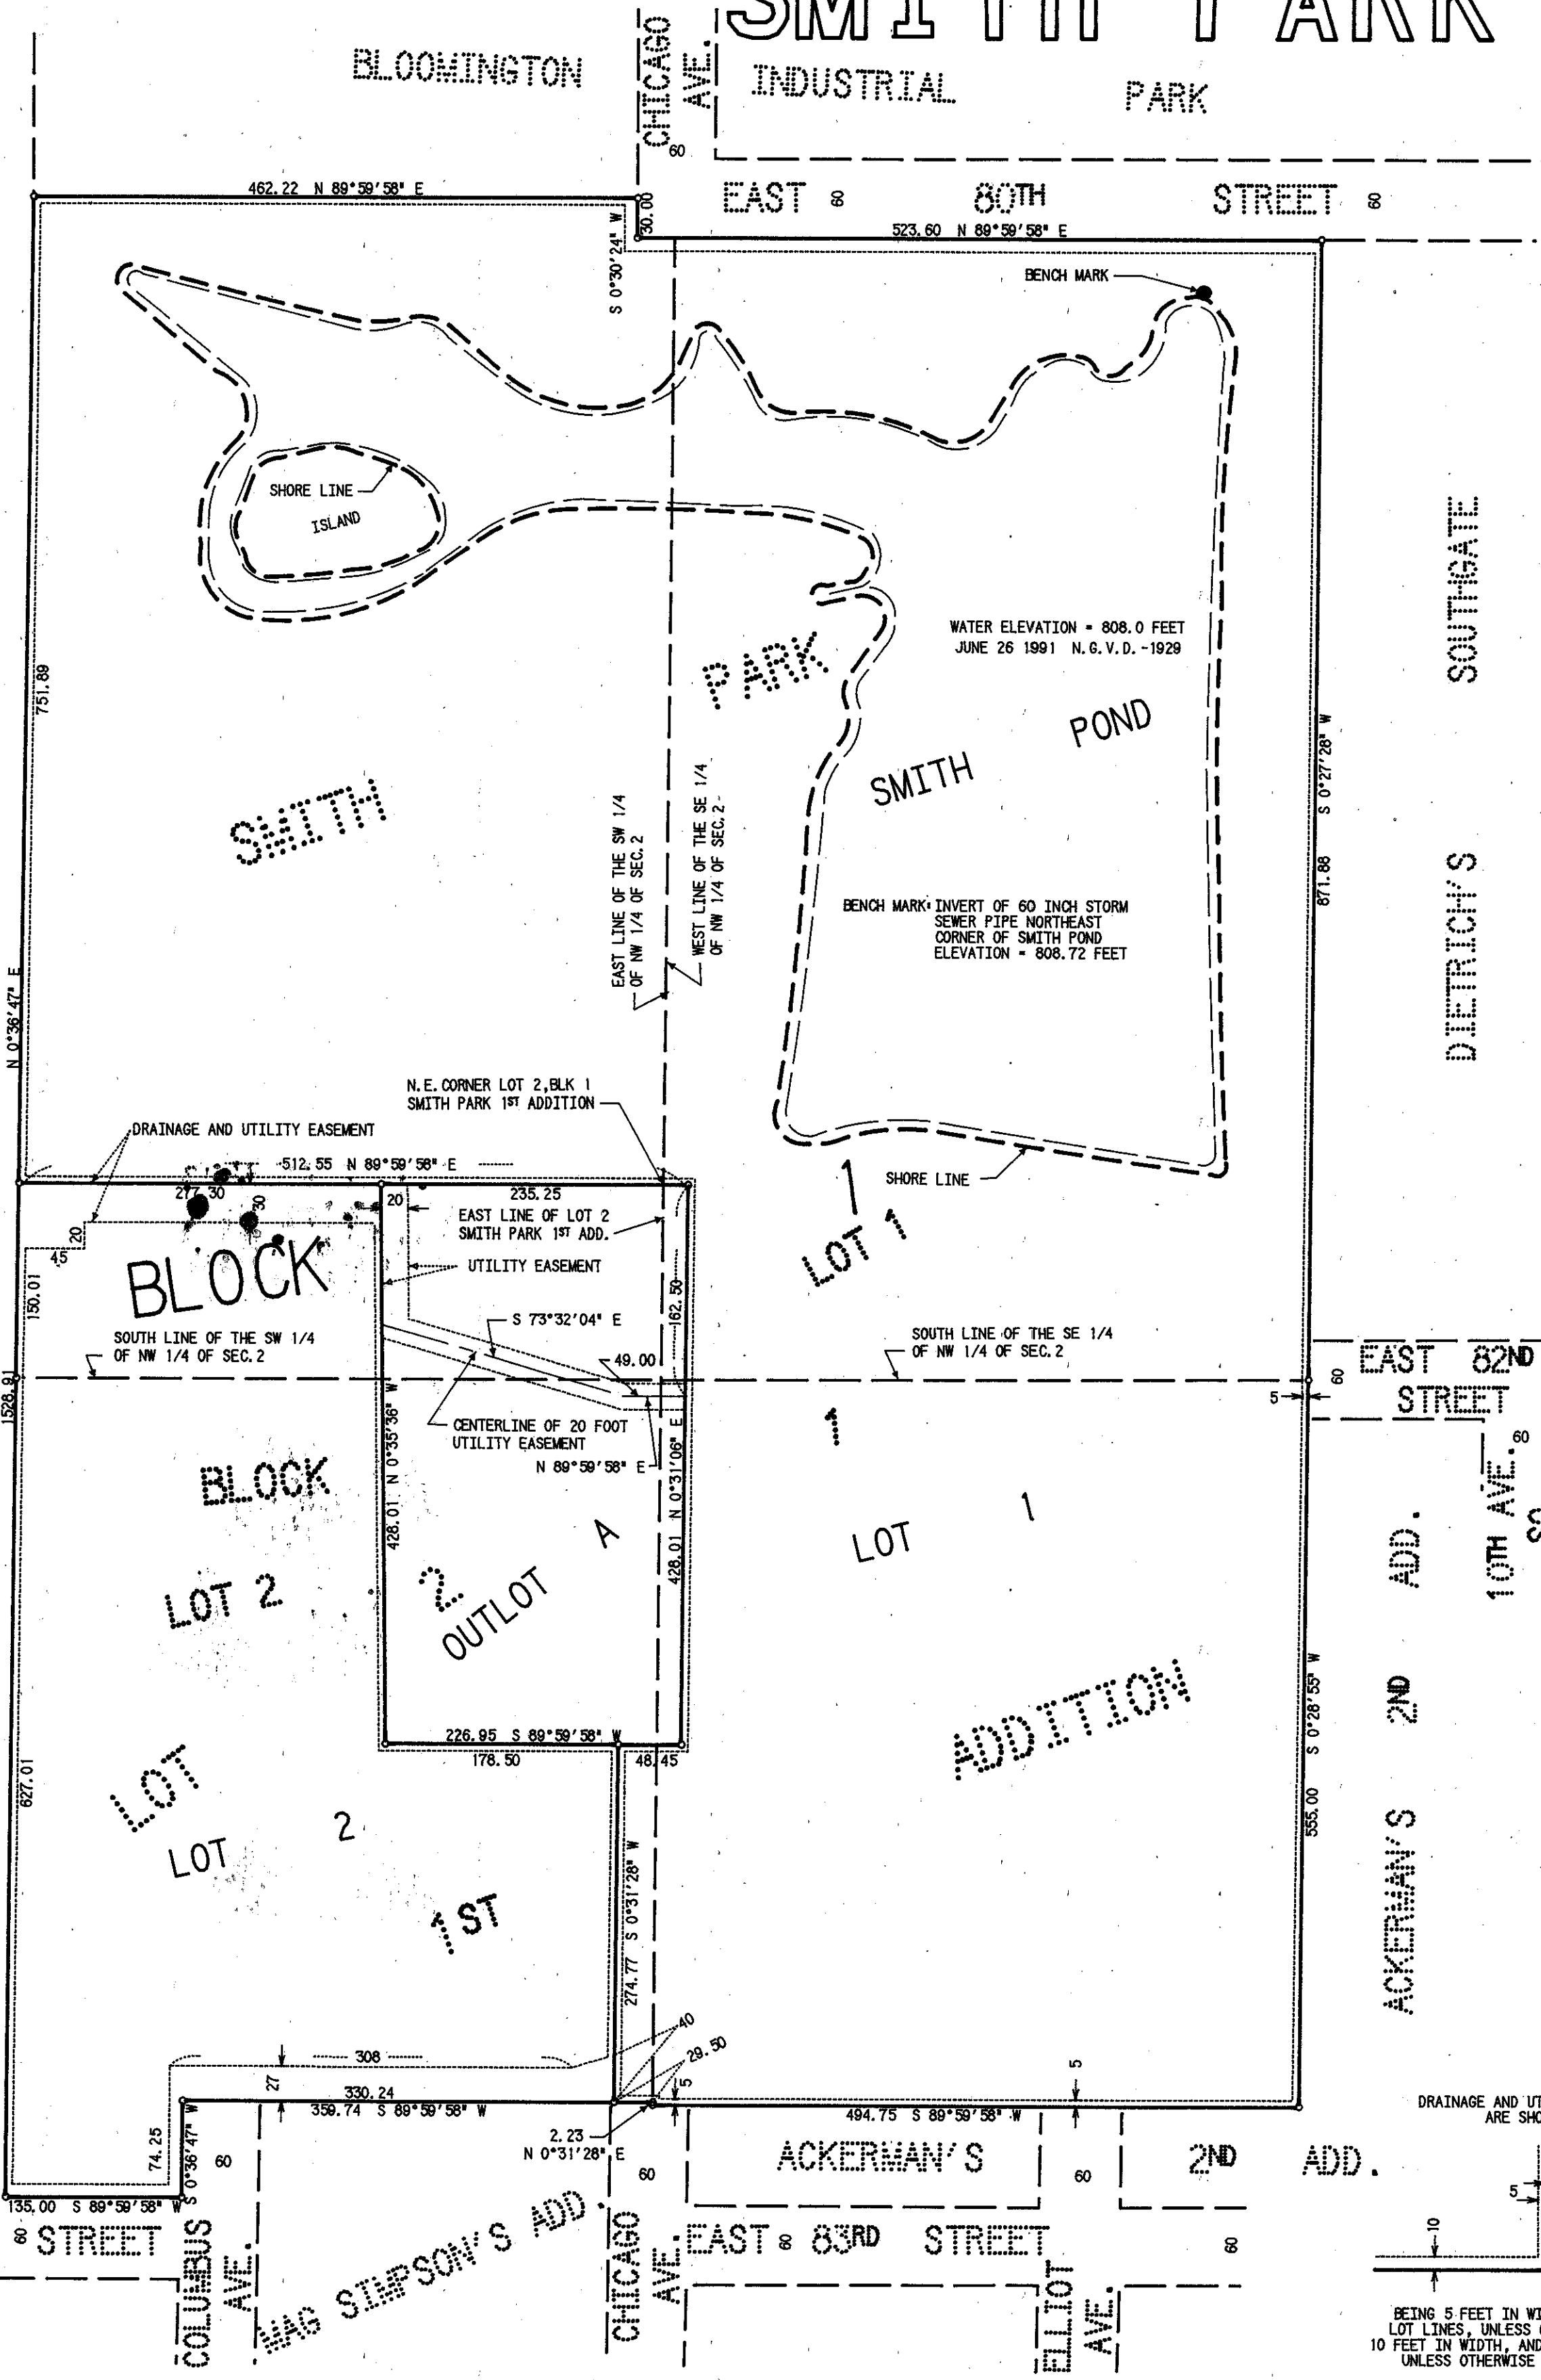 SMITH PARK
BLOOMINGTON
CHICAGO
AVE.
60
INDUSTRIAL PARK
EAST 60 80TH STREET 60
462.22 N 89°59'58" E
30.00
S 0°30'24" W
523.60 N 89°59'58" E
BENCH MARK
SHORE LINE
ISLAND
WATER ELEVATION = 808.0 FEET
JUNE 26 1991 N.G.V.D.-1929
751.89
PARK
SMITH
POND
SMITH
SOUTHGATE
DIETRICH'S
871.88 S 0°27'28" W
EAST LINE OF THE SW 1/4
OF NW 1/4 OF SEC.2
WEST LINE OF THE SE 1/4
OF NW 1/4 OF SEC.2
BENCH MARK: INVERT OF 60 INCH STORM
SEWER PIPE NORTHEAST
CORNER OF SMITH POND
ELEVATION = 808.72 FEET
N 0°36'47" E
N.E. CORNER LOT 2,BLK 1
SMITH PARK 1ST ADDITION
DRAINAGE AND UTILITY EASEMENT
512.55 N 89°59'58" E
277.30
30
20
235.25
SHORE LINE
1
LOT 1
EAST LINE OF LOT 2
SMITH PARK 1ST ADD.
20
45
BLOCK
UTILITY EASEMENT
150.01
162.50
S 73°32'04" E
SOUTH LINE OF THE SW 1/4
OF NW 1/4 OF SEC.2
49.00
SOUTH LINE OF THE SE 1/4
OF NW 1/4 OF SEC.2
EAST 82ND
STREET
60
5
1528.91
CENTERLINE OF 20 FOOT
UTILITY EASEMENT
N 89°59'58" E
1
BLOCK
428.01 N 0°35'36" W
428.01 N 0°31'06" E
10TH AVE.
60
SO
LOT 2
A
2
OUTLOT
LOT 1
ACKERMAN'S 2ND ADD.
ADDITION
555.00 S 0°28'55" W
226.95 S 89°59'58" W
178.50
48.45
LOT
627.01
LOT 2
1ST
274.77 S 0°31'28" W
40
29.50
308
27
330.24
359.74 S 89°59'58" W
5
5
494.75 S 89°59'58" W
2.23
N 0°31'28" E
74.25
S 0°36'47" W
60
60
135.00 S 89°59'58" W
60 STREET
COLUMBUS
AVE.
MAG SIMPSON'S ADD.
CHICAGO
AVE.
ACKERMAN'S 60 2ND ADD.
EAST 60 83RD STREET 60
ELLIOT
AVE.
DRAINAGE AND UT
ARE SHO
5
10
BEING 5 FEET IN WI
LOT LINES, UNLESS
10 FEET IN WIDTH, AND
UNLESS OTHERWISE